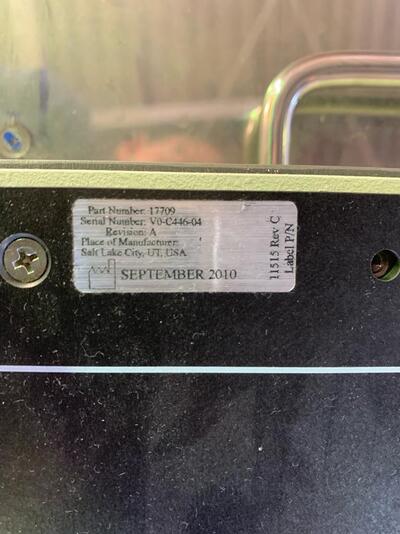 Part Number: 17709
Serial Number: V0-C446-04
Revision: A
Place of Manufacturer:
Salt Lake City, UT, USA
SEPTEMBER 2010
11515 Rev C
Label P/N